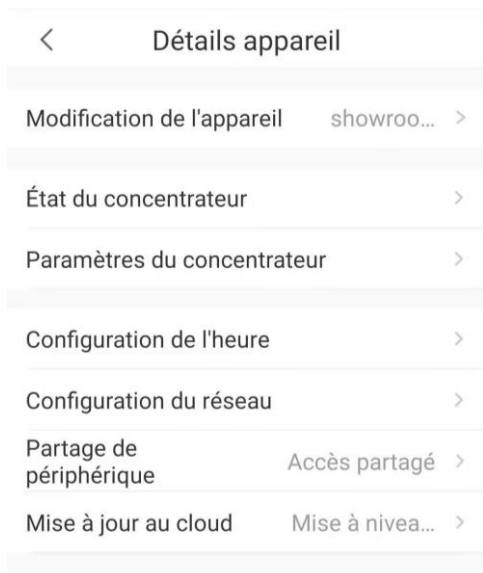 Détails appareil
Modification de l'appareil showroo...
État du concentrateur
Paramètres du concentrateur
Configuration de l'heure
Configuration du réseau
Partage de
périphérique Accès partagé
Mise à jour au cloud Mise à nivea...